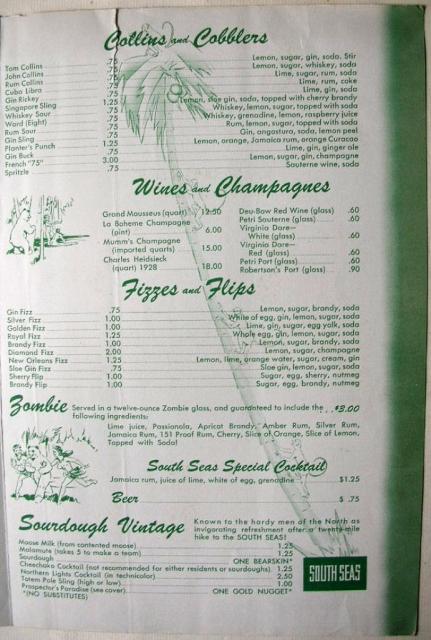 Collins and Cobblers
Tom Collins .75 Lemon, sugar, gin, soda. Stir
John Collins .75 Lemon, sugar, whiskey, soda
Rum Collins .75 Lime, sugar, rum, soda
Cuba Libra .75 Lime, rum, coke
Gin Rickey .75 Lime, gin, soda
Singapore Sling Lemon, sloe gin, soda, topped with cherry brandy
Whiskey Sour Whiskey, lemon, sugar, topped with soda
Ward (Eight) Whiskey, grenadine, lemon, raspberry juice
Rum Sour .75 Rum, lemon, sugar, topped with soda
Gin Sling .75 Gin, angostura, soda, lemon peel
Planter's Punch 1.25 Lemon, orange, Jamaica rum, orange Curacao
Gin Buck .75 Lime, gin, ginger ale
French "75" 3.00 Lemon, sugar, gin, champagne
Spritzle .75 Sauterne wine, soda
Wines and Champagnes
Grand Mousseux (quart) 12.50
La Boheme Champagne
(pint) 6.00
Mumm's Champagne
(imported quarts) 15.00
Charles Heidsieck
(quart) 1928 18.00
Deu-Bow Red Wine (glass) .60
Petri Sauterne (glass) .60
Virginia Dare—
White (glass) .60
Virginia Dare—
Red (glass) .60
Petri Port (glass) .60
Robertson's Port (glass) .90
Fizzes and Flips
Gin Fizz .75 Lemon, sugar, brandy, soda
Silver Fizz 1.00 White of egg, gin, lemon, sugar, soda
Golden Fizz 1.00 Lime, gin, sugar, egg yolk, soda
Royal Fizz 1.25 Whole egg, gin, lemon, sugar, soda
Brandy Fizz 1.00 Lemon, sugar, brandy, soda
Diamond Fizz 2.00 Lemon, sugar, champagne
New Orleans Fizz 1.25 Lemon, lime, orange water, sugar, cream, gin
Sloe Gin Fizz .75 Sloe gin, lemon, sugar, soda
Sherry Flip 1.00 Sugar, egg, sherry, nutmeg
Brandy Flip 1.00 Sugar, egg, brandy, nutmeg
Zombie Served in a twelve-ounce Zombie glass, and guaranteed to include the ..$3.00
following ingredients:
Lime juice, Passionola, Apricot Brandy, Amber Rum, Silver Rum,
Jamaica Rum, 151 Proof Rum, Cherry, Slice of Orange, Slice of Lemon,
Topped with Soda!
South Seas Special Cocktail
Jamaica rum, juice of lime, white of egg, grenadine $1.25
Beer $ .75
Sourdough Vintage Known to the hardy men of the North as
invigorating refreshment after a twenty-mile
hike to the SOUTH SEAS!
Moose Milk (from contented moose) 1.25
Malamute (takes 5 to make a team) 1.25
Sourdough ONE BEARSKIN*
Cheechako Cocktail (not recommended for either residents or sourdoughs) 1.25
Northern Lights Cocktail (in technicolor) 2.50
Totem Pole Sling (high or low) 1.00
Prospector's Paradise (see cover) ONE GOLD NUGGET*
*(NO SUBSTITUTES)
SOUTH SEAS